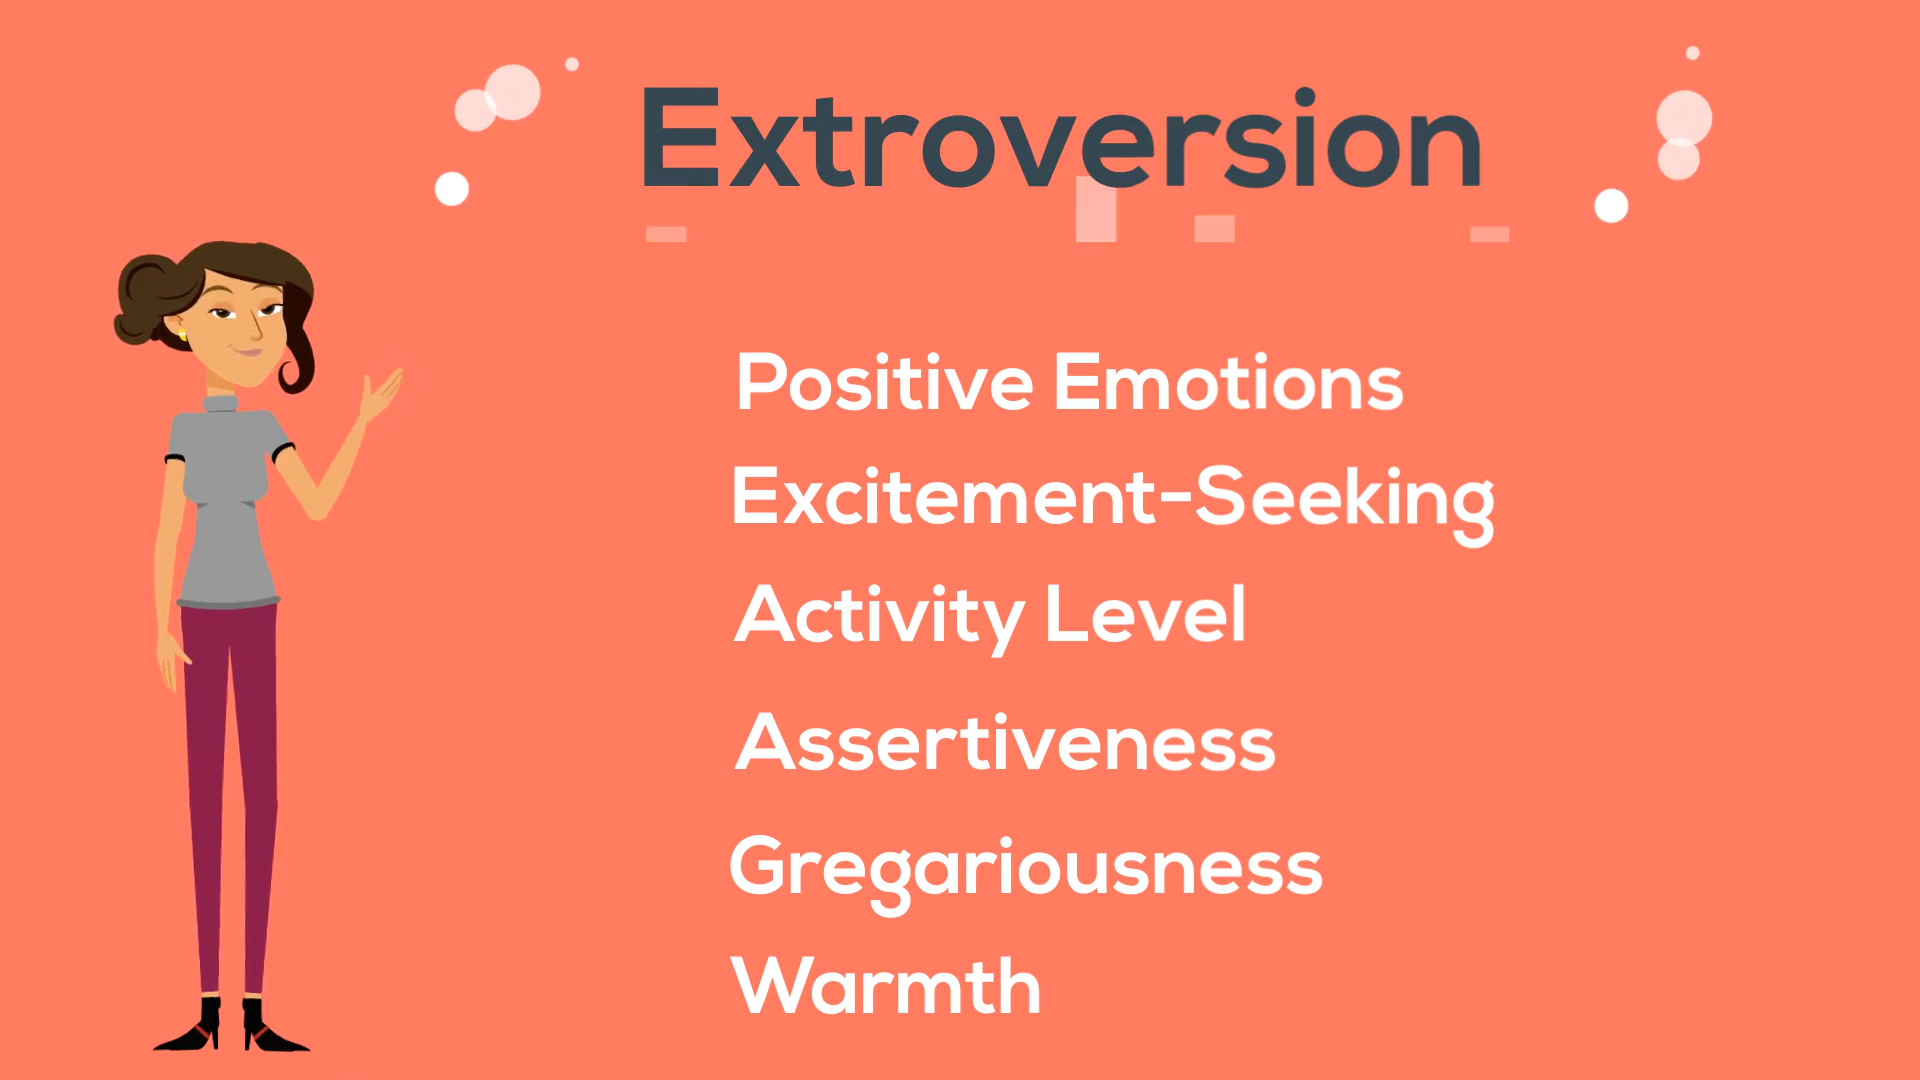 Extroversion
Positive Emotions
Excitement-Seeking
Activity Level
Assertiveness
Gregariousness
Warmth